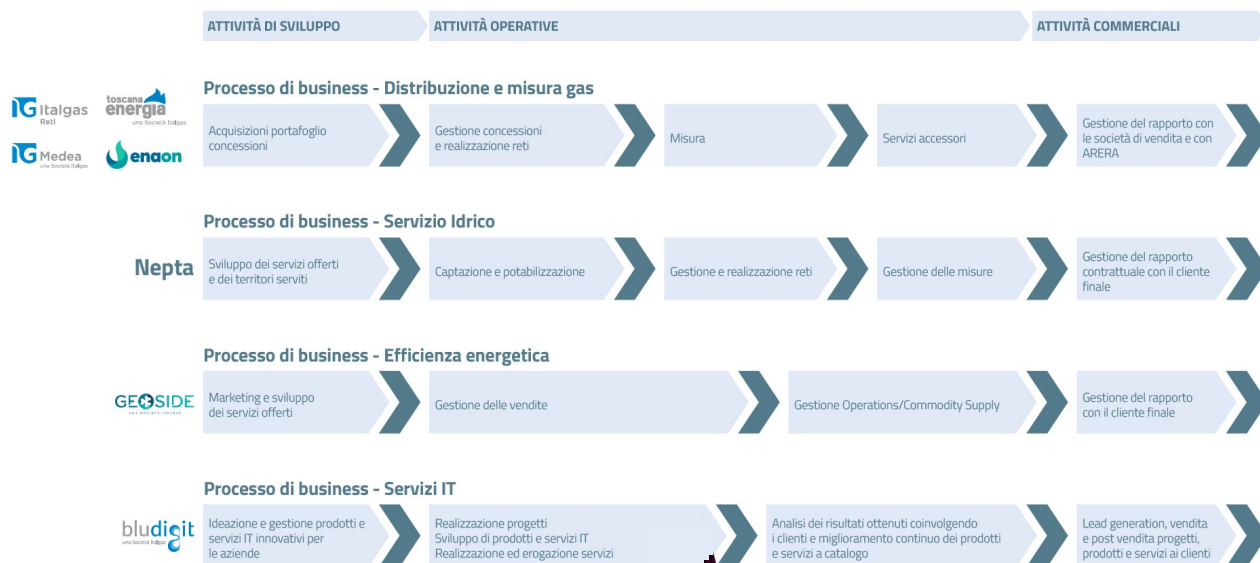 ATTIVITÀ DI SVILUPPO
ATTIVITÀ OPERATIVE
ATTIVITÀ COMMERCIALI
Processo di business - Distribuzione e misura gas
Italgas
Reti
toscana
energia
una Società Italgas
Medea
una Società Italgas
enaon
Acquisizioni portafoglio
concessioni
Gestione concessioni
e realizzazione reti
Misura
Servizi accessori
Gestione del rapporto con
le società di vendita e con
ARERA
Processo di business - Servizio Idrico
Nepta
Sviluppo dei servizi offerti
e dei territori serviti
Captazione e potabilizzazione
Gestione e realizzazione reti
Gestione delle misure
Gestione del rapporto
contrattuale con il cliente
finale
Processo di business - Efficienza energetica
GEOSIDE
UNA SOCIETÀ ITALGAS
Marketing e sviluppo
dei servizi offerti
Gestione delle vendite
Gestione Operations/Commodity Supply
Gestione del rapporto
con il cliente finale
Processo di business - Servizi IT
bludigit
una Società Italgas
Ideazione e gestione prodotti e
servizi IT innovativi per
le aziende
Realizzazione progetti
Sviluppo di prodotti e servizi IT
Realizzazione ed erogazione servizi
Analisi dei risultati ottenuti coinvolgendo
i clienti e miglioramento continuo dei prodotti
e servizi a catalogo
Lead generation, vendita
e post vendita progetti,
prodotti e servizi ai clienti